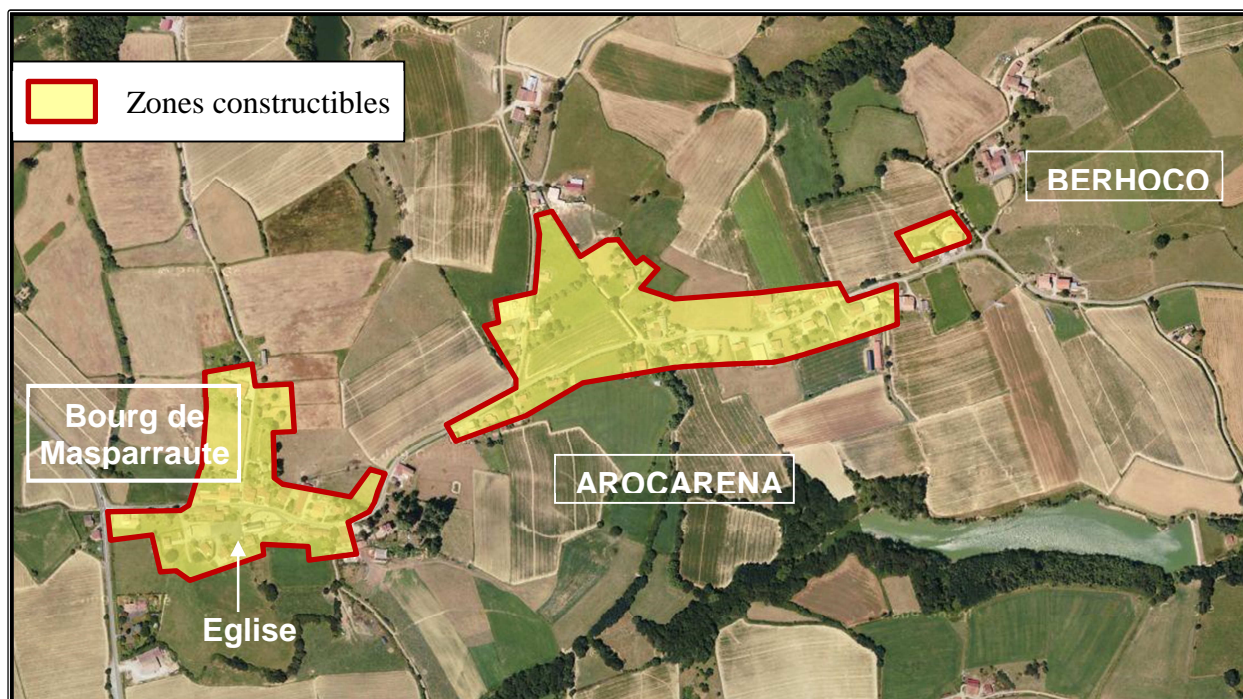 Zones constructibles
BERHOCO
Bourg de
Masparraute
AROCARENA
Eglise